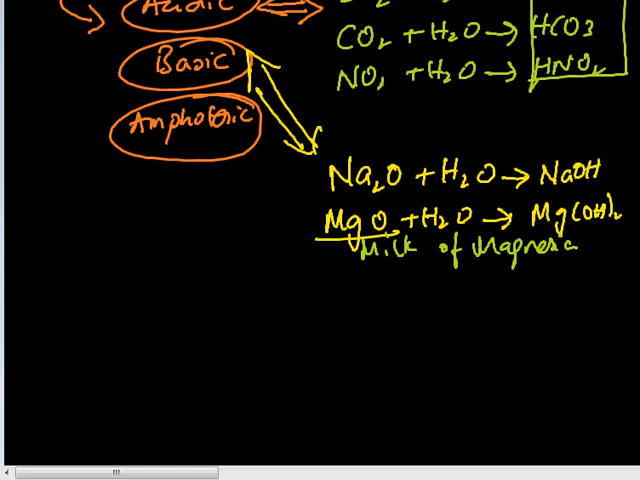 Acidic
CO₂ + H₂O → HCO3
Basic
NO₂ + H₂O → HNO₂
Amphoteric
Na₂O + H₂O → NaOH
MgO + H₂O → Mg(OH)₂
Milk of Magnesia